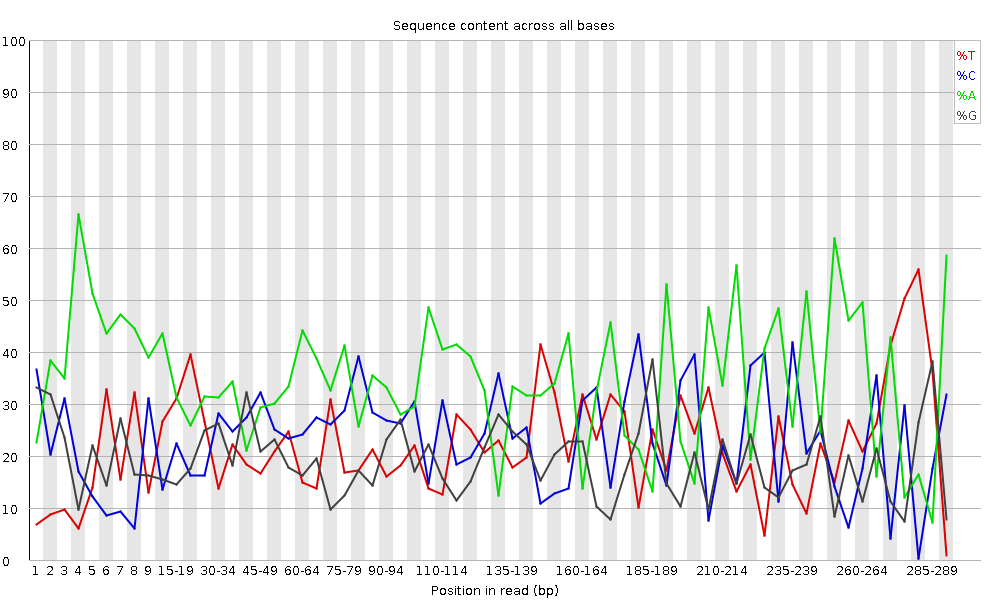 Sequence content across all bases
100
90
80
70
60
50
40
30
20
10
0
%T
%C
%A
%G
1 2 3 4 5 6 7 8 9 15-19 30-34 45-49 60-64 75-79 90-94 110-114 135-139 160-164 185-189 210-214 235-239 260-264 285-289
Position in read (bp)